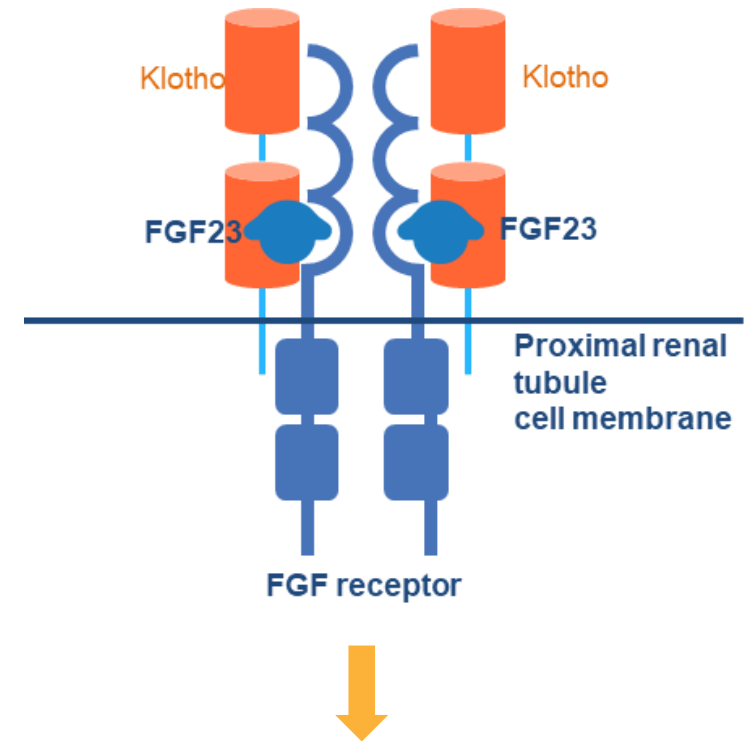 Klotho
Klotho
FGF23
FGF23
Proximal renal
tubule
cell membrane
FGF receptor